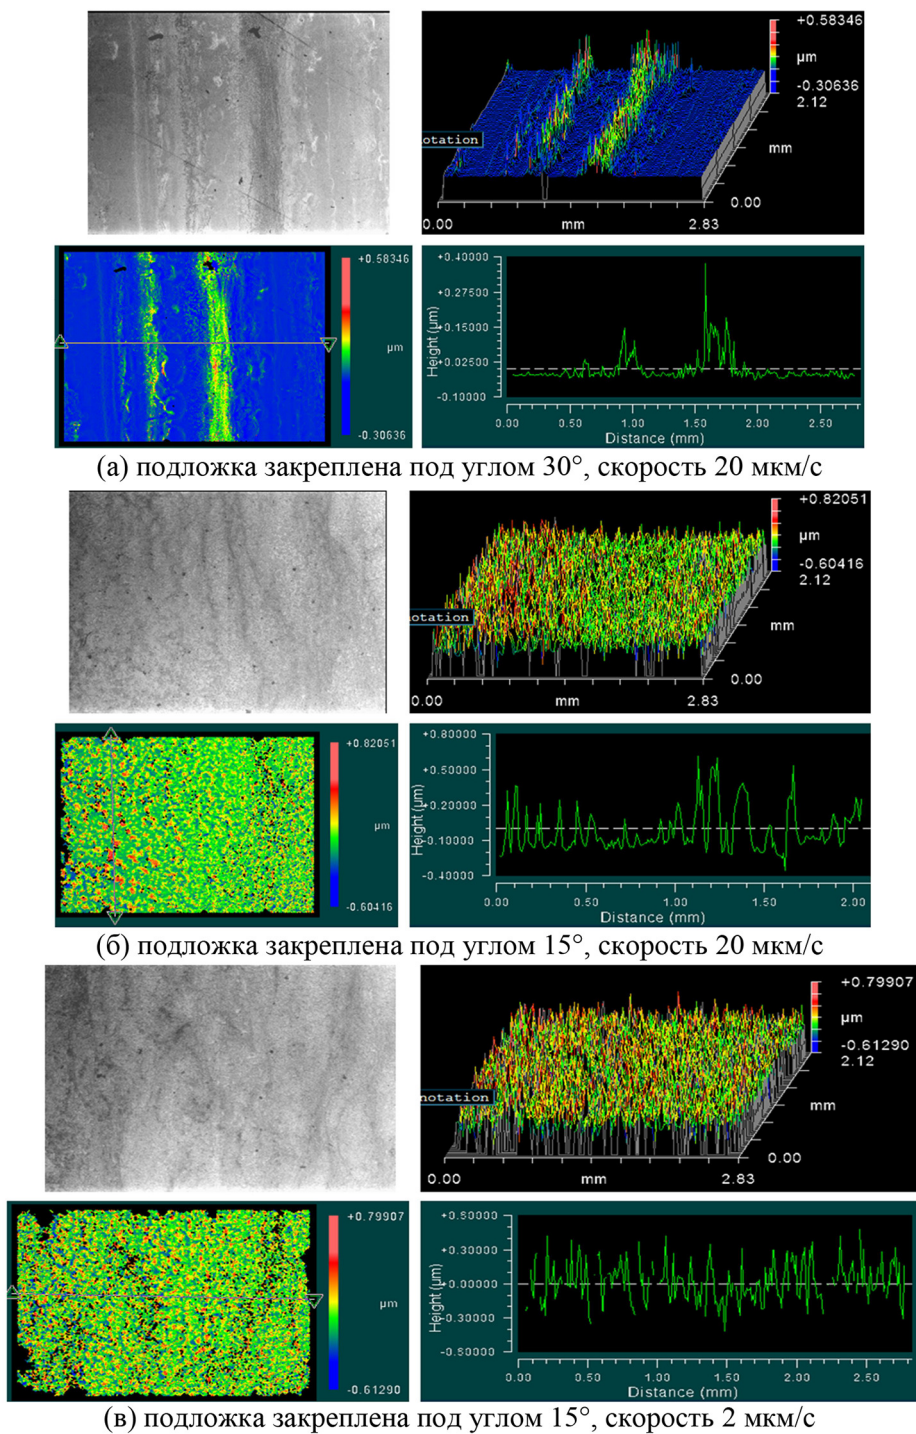 +0.58346
µm
-0.30636
2.12
notation
mm
0.00
0.00
mm
2.83
+0.58346
µm
-0.30636
+0.40000
+0.27500
+0.15000
+0.02500
-0.10000
Height (µm)
0.00
0.50
1.00
1.50
2.00
2.50
Distance (mm)
(а) подложка закреплена под углом 30°, скорость 20 мкм/с
+0.82051
µm
-0.60416
2.12
notation
mm
0.00
0.00
mm
2.83
+0.82051
µm
-0.60416
+0.80000
+0.50000
+0.20000
-0.10000
-0.40000
Height (µm)
0.00
0.50
1.00
1.50
2.00
Distance (mm)
(б) подложка закреплена под углом 15°, скорость 20 мкм/с
+0.79907
µm
-0.61290
2.12
notation
mm
0.00
0.00
mm
2.83
+0.79907
µm
-0.61290
+0.50000
+0.30000
+0.00000
-0.30000
-0.50000
Height (µm)
0.00
0.50
1.00
1.50
2.00
2.50
Distance (mm)
(в) подложка закреплена под углом 15°, скорость 2 мкм/с